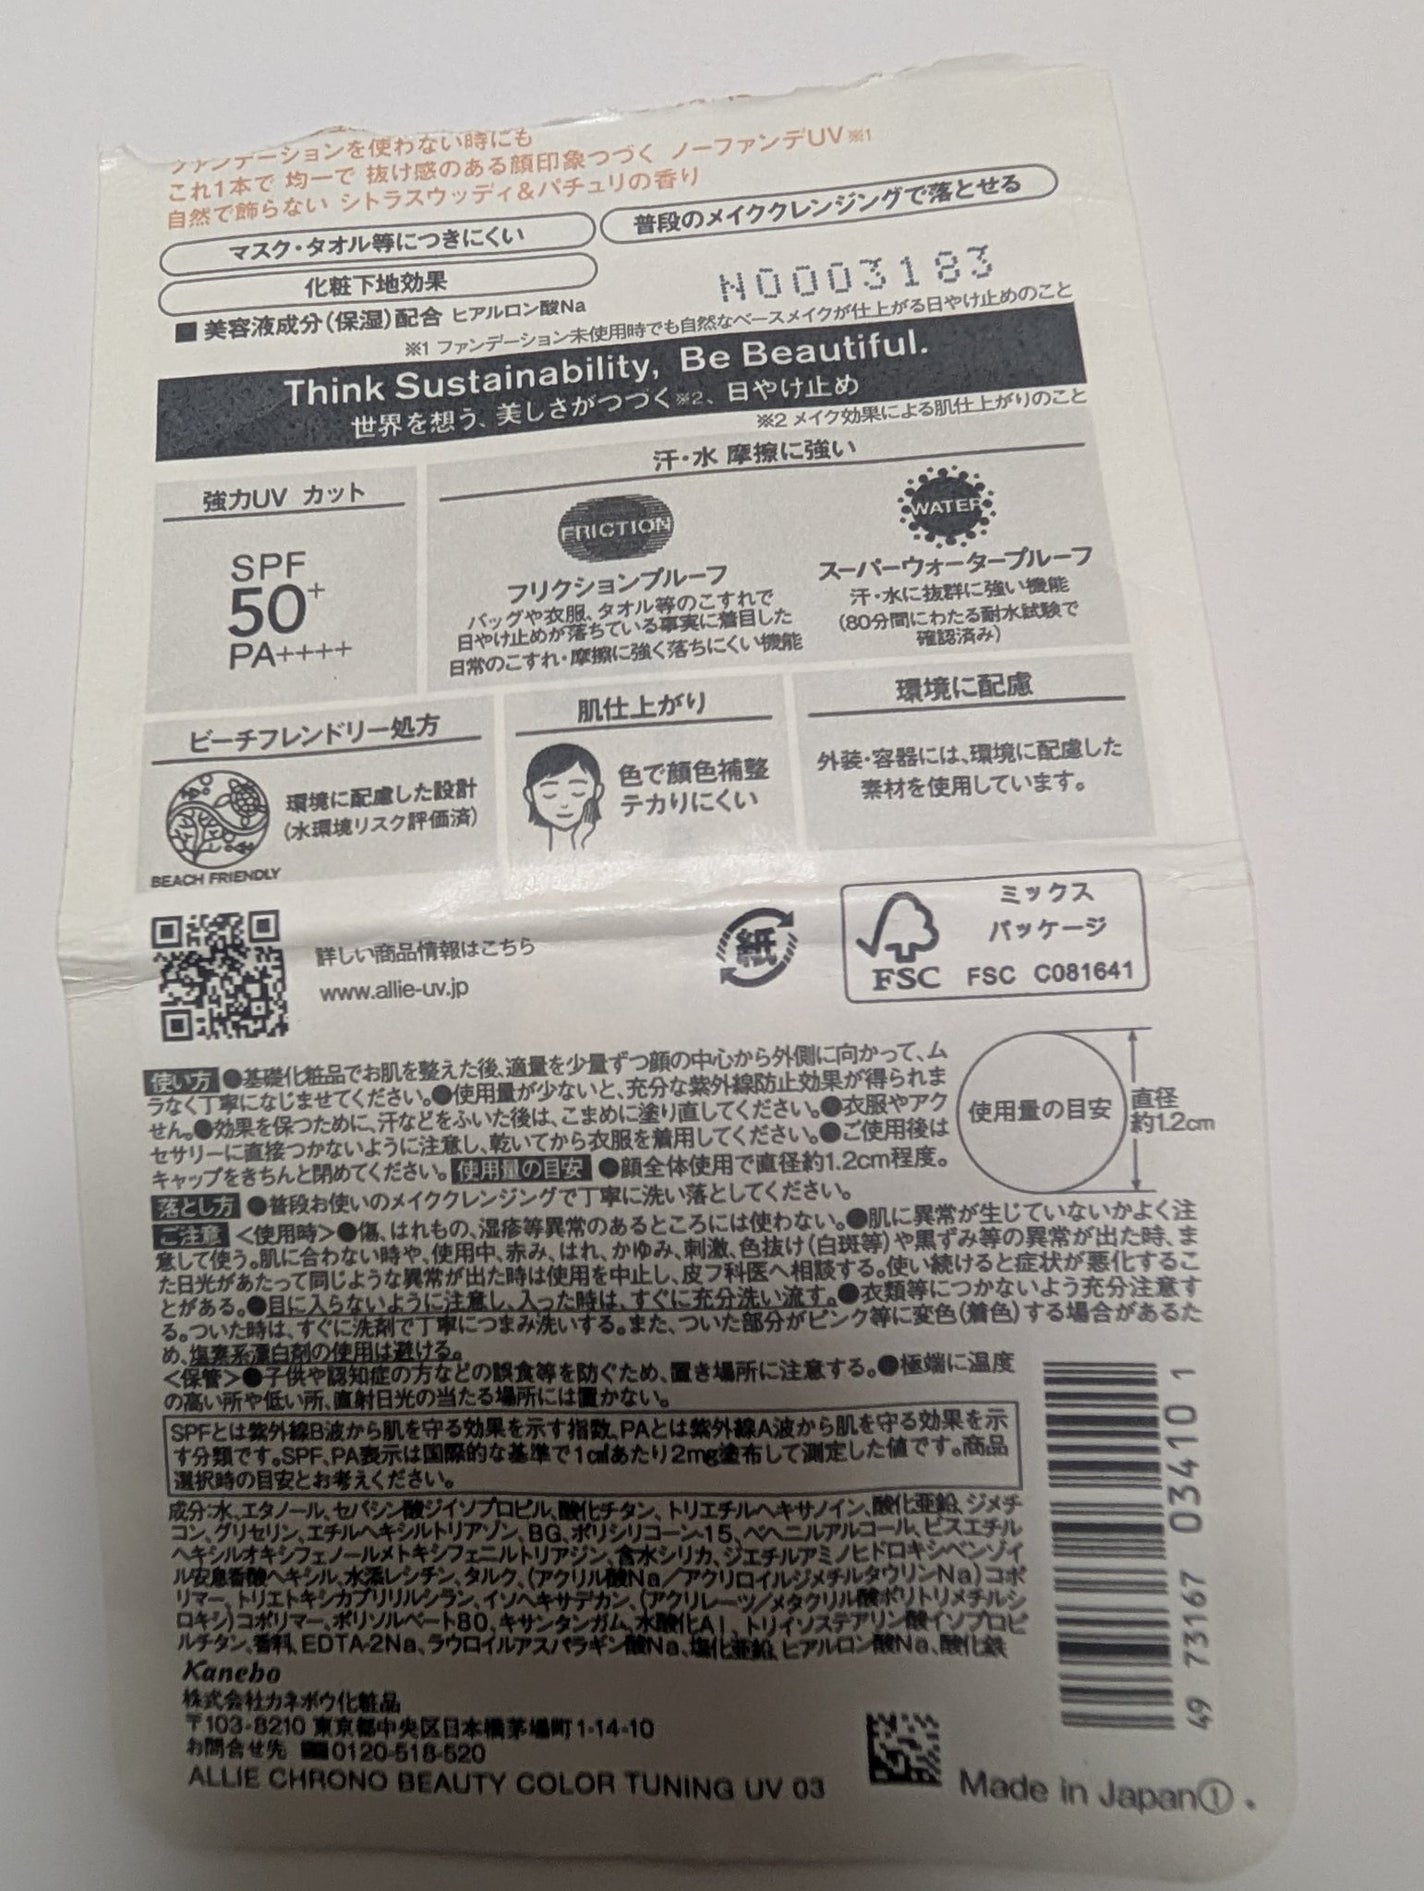 ファンデーションを使わない時にも
これ1本で 均一で 抜け感のある顔印象つづく ノーファンデUV※1
自然で飾らない シトラスウッディ&パチュリの香り
マスク・タオル等につきにくい
普段のメイククレンジングで落とせる
化粧下地効果
N0003183
■ 美容液成分(保湿)配合 ヒアルロン酸Na
※1 ファンデーション未使用時でも自然なベースメイクが仕上がる日やけ止めのこと
Think Sustainability, Be Beautiful.
世界を想う、美しさがつづく※2、日やけ止め
※2 メイク効果による肌仕上がりのこと
強力UV カット
SPF
50+
PA++++
汗・水 摩擦に強い
FRICTION
フリクションプルーフ
バッグや衣服、タオル等のこすれで
日やけ止めが落ちている事実に着目した
日常のこすれ・摩擦に強く落ちにくい機能
WATER
スーパーウォータープルーフ
汗・水に抜群に強い機能
(80分間にわたる耐水試験で
確認済み)
ビーチフレンドリー処方
環境に配慮した設計
(水環境リスク評価済)
BEACH FRIENDLY
肌仕上がり
色で顔色補整
テカりにくい
環境に配慮
外装・容器には、環境に配慮した
素材を使用しています。
詳しい商品情報はこちら
www.allie-uv.jp
紙
FSC
ミックス
パッケージ
FSC C081641
使い方 ●基礎化粧品でお肌を整えた後、適量を少量ずつ顔の中心から外側に向かって、ム
ラなく丁寧になじませてください。●使用量が少ないと、充分な紫外線防止効果が得られま
せん。●効果を保つために、汗などをふいた後は、こまめに塗り直してください。●衣服やアク
セサリーに直接つかないように注意し、乾いてから衣服を着用してください。●ご使用後は
キャップをきちんと閉めてください。 使用量の目安 ●顔全体使用で直径約1.2cm程度。
使用量の目安
直径
約1.2cm
落とし方 ●普段お使いのメイククレンジングで丁寧に洗い落としてください。
ご注意 <使用時>●傷、はれもの、湿疹等異常のあるところには使わない。●肌に異常が生じていないかよく注
意して使う。肌に合わない時や、使用中、赤み、はれ、かゆみ、刺激、色抜け(白斑等)や黒ずみ等の異常が出た時、ま
た日光があたって同じような異常が出た時は使用を中止し、皮フ科医へ相談する。使い続けると症状が悪化するこ
とがある。●目に入らないように注意し、入った時は、すぐに充分洗い流す。●衣類等につかないよう充分注意す
る。ついた時は、すぐに洗剤で丁寧につまみ洗いする。また、ついた部分がピンク等に変色(着色)する場合があるた
め、塩素系漂白剤の使用は避ける。
<保管>●子供や認知症の方などの誤食等を防ぐため、置き場所に注意する。●極端に温度
の高い所や低い所、直射日光の当たる場所には置かない。
SPFとは紫外線B波から肌を守る効果を示す指数、PAとは紫外線A波から肌を守る効果を示
す分類です。SPF、PA表示は国際的な基準で1c㎡あたり2mg塗布して測定した値です。商品
選択時の目安とお考えください。
成分:水、エタノール、セバシン酸ジイソプロピル、酸化チタン、トリエチルヘキサノイン、酸化亜鉛、ジメチ
コン、グリセリン、エチルヘキシルトリアゾン、BG、ポリシリコーン-15、ベヘニルアルコール、ビスエチル
ヘキシルオキシフェノールメトキシフェニルトリアジン、含水シリカ、ジエチルアミノヒドロキシベンゾイ
ル安息香酸ヘキシル、水添レシチン、タルク、(アクリル酸Na/アクリロイルジメチルタウリンNa)コポ
リマー、トリエトキシカプリリルシラン、イソヘキサデカン、(アクリレーツ/メタクリル酸ポリトリメチルシ
ロキシ)コポリマー、ポリソルベート80、キサンタンガム、水酸化Al、トリイソステアリン酸イソプロピ
ルチタン、香料、EDTA-2Na、ラウロイルアスパラギン酸Na、塩化亜鉛、ヒアルロン酸Na、酸化鉄
Kanebo
株式会社カネボウ化粧品
〒103-8210 東京都中央区日本橋茅場町1-14-10
お問合せ先 0120-518-520
ALLIE CHRONO BEAUTY COLOR TUNING UV 03
49 73167 03410 1
Made in Japan①